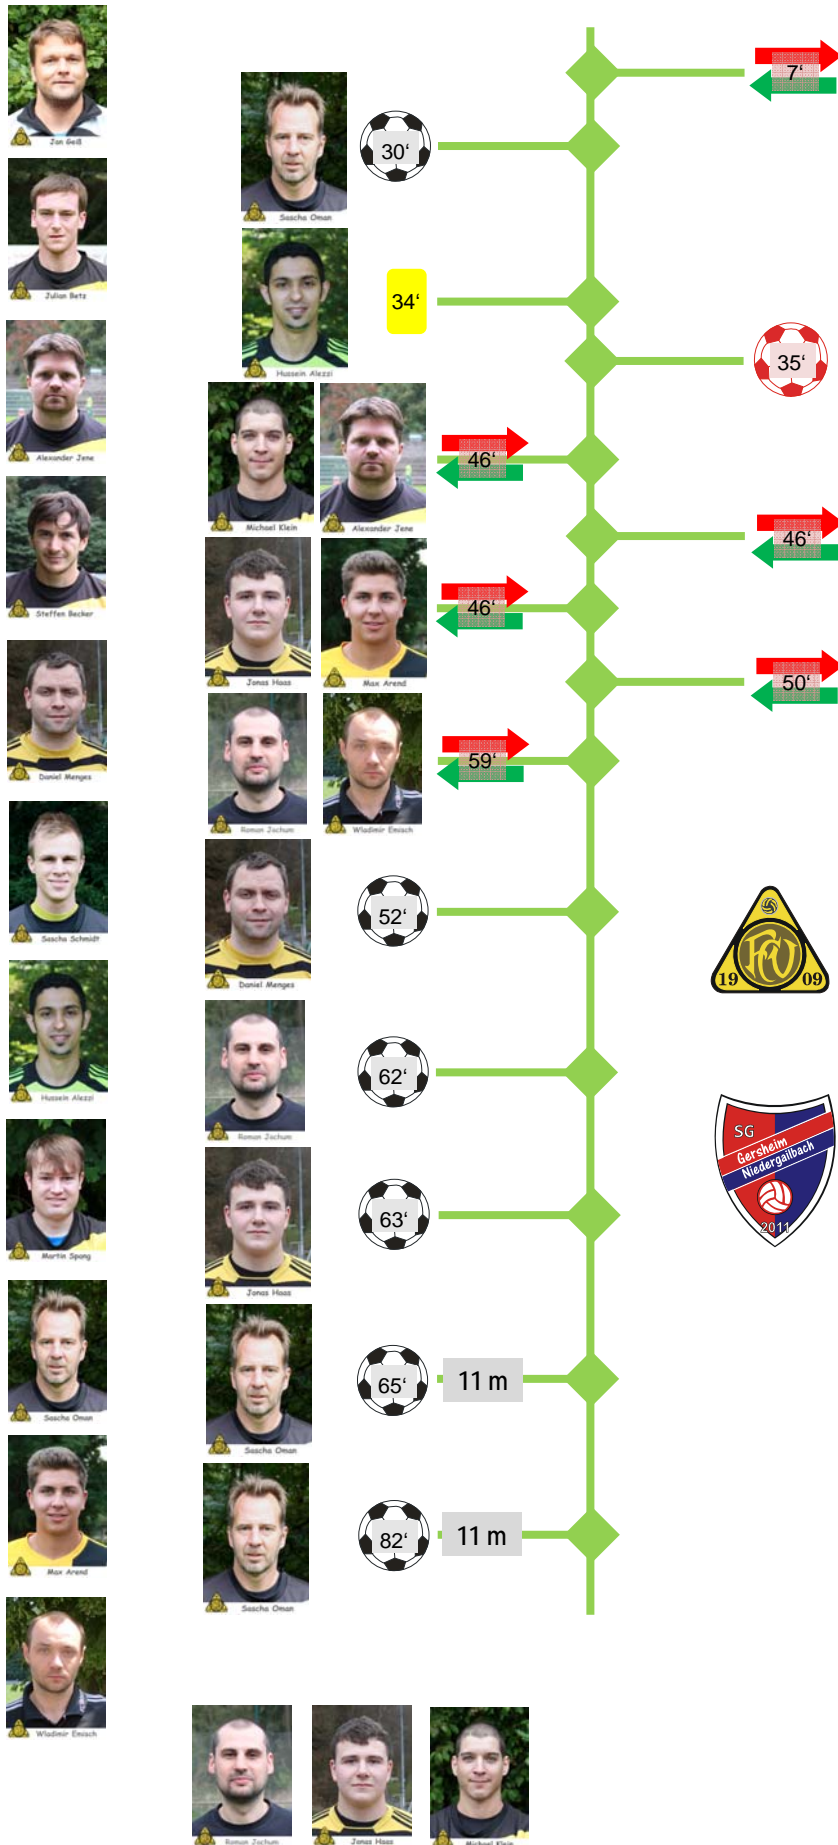 Jan Geiß
7‘
30‘
Sascha Oman
Julian Betz
34‘
Hussein Alezzi
35‘
Alexander Jene
46‘
Michael Klein
Alexander Jene
46‘
Steffen Becker
46‘
Jonas Haas
Max Arend
50‘
Daniel Menges
59‘
Roman Jochum
Wladimir Emisch
52‘
Daniel Menges
FCV
19 09
Sascha Schmidt
62‘
Roman Jochum
Hussein Alezzi
SG
Gersheim
Niedergailbach
2011
63‘
Jonas Haas
Martin Spang
65‘
11 m
Sascha Oman
Sascha Oman
82‘
11 m
Max Arend
Sascha Oman
Wladimir Emisch
Roman Jochum
Jonas Haas
Michael Klein